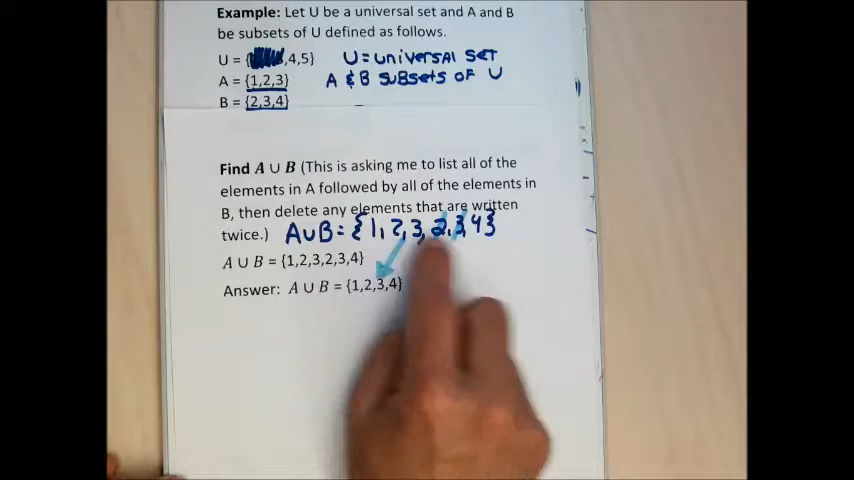 Example: Let U be a universal set and A and B
be subsets of U defined as follows.
U = { ,4,5} U = UNIVERSAL SET
A = {1,2,3} A & B SUBSETS OF U
B = {2,3,4}
Find A ∪ B (This is asking me to list all of the
elements in A followed by all of the elements in
B, then delete any elements that are written
twice.) A∪B = {1, 2, 3, 2, 3, 4}
A ∪ B = {1,2,3,2,3,4}
Answer: A ∪ B = {1,2,3,4}